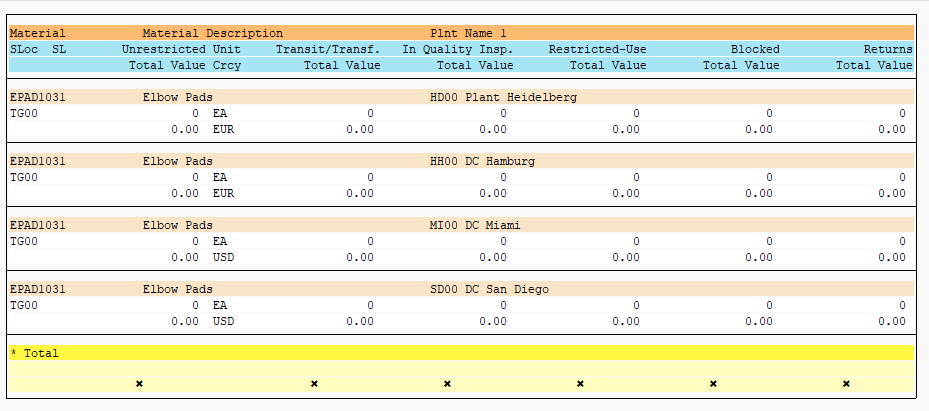 Material Material Description Plnt Name 1
SLoc SL Unrestricted Unit Transit/Transf. In Quality Insp. Restricted-Use Blocked Returns
Total Value Crcy Total Value Total Value Total Value Total Value Total Value
EPAD1031 Elbow Pads HD00 Plant Heidelberg
TG00 0 EA 0 0 0 0 0
0.00 EUR 0.00 0.00 0.00 0.00 0.00
EPAD1031 Elbow Pads HH00 DC Hamburg
TG00 0 EA 0 0 0 0 0
0.00 EUR 0.00 0.00 0.00 0.00 0.00
EPAD1031 Elbow Pads MI00 DC Miami
TG00 0 EA 0 0 0 0 0
0.00 USD 0.00 0.00 0.00 0.00 0.00
EPAD1031 Elbow Pads SD00 DC San Diego
TG00 0 EA 0 0 0 0 0
0.00 USD 0.00 0.00 0.00 0.00 0.00
* Total
× × × × × ×